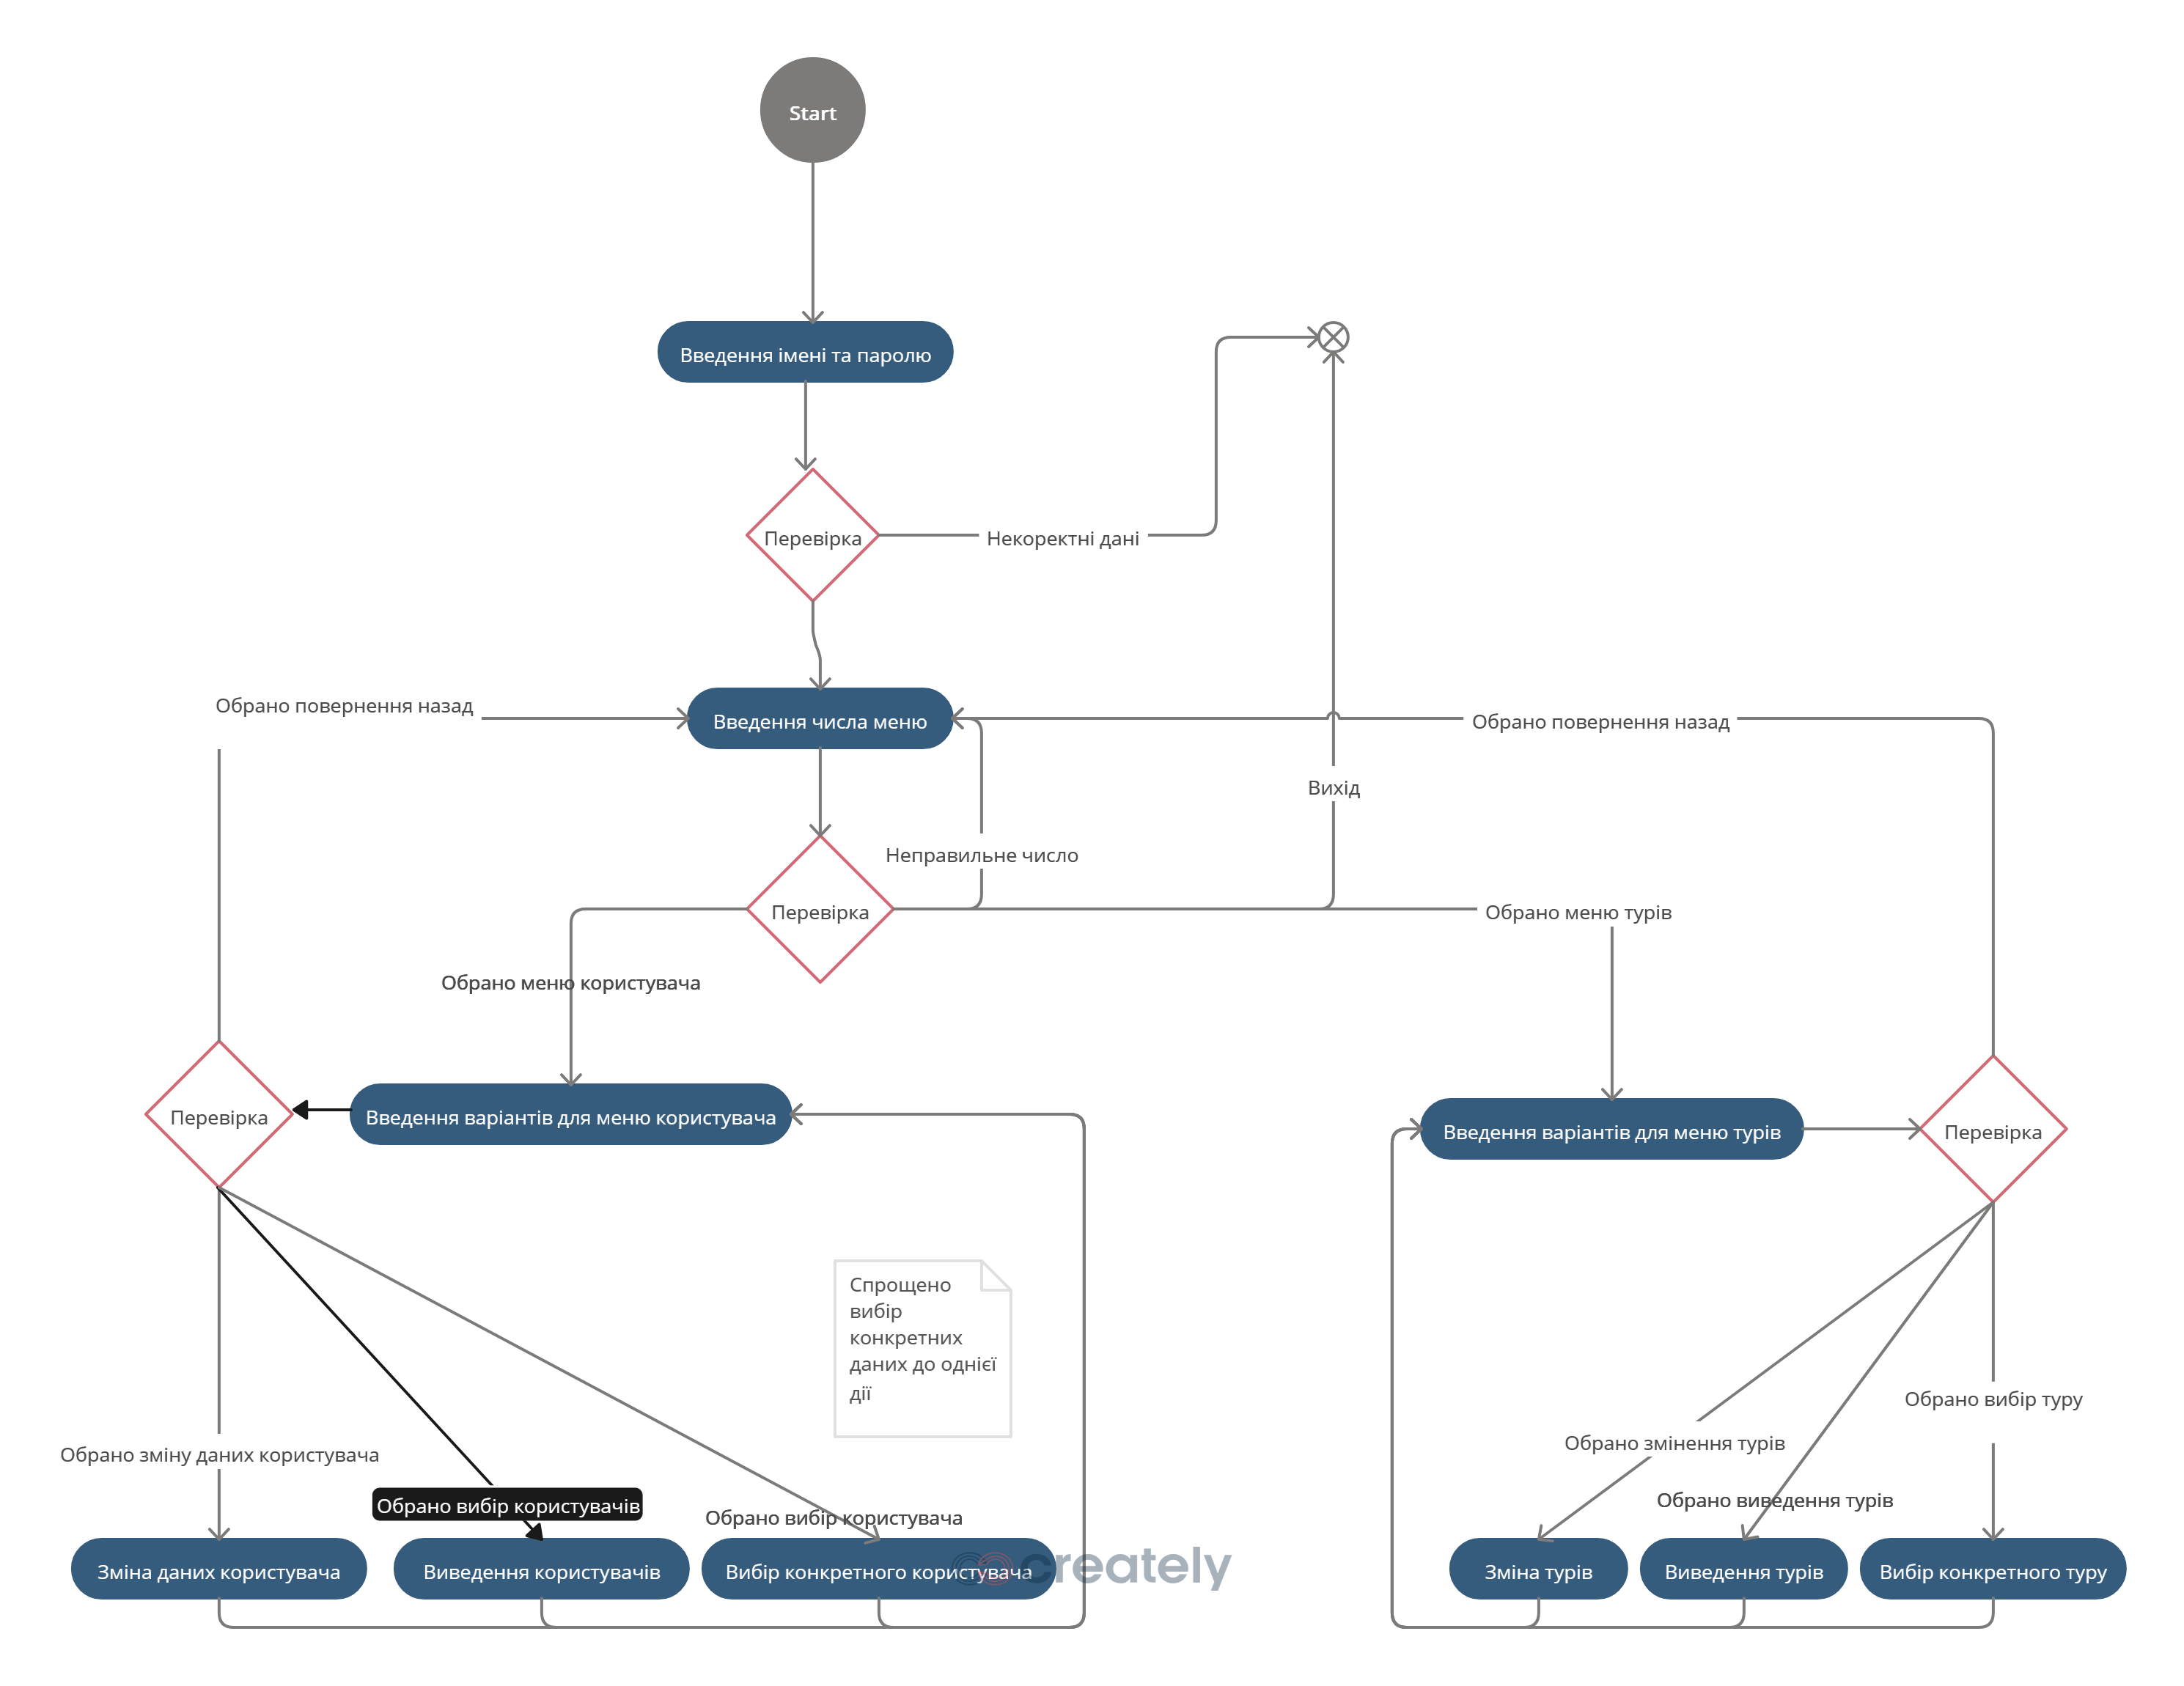 Start
Введення імені та паролю
Перевірка
Некоректні дані
Обрано повернення назад
Введення числа меню
Обрано повернення назад
Вихід
Неправильне число
Перевірка
Обрано меню турів
Обрано меню користувача
Перевірка
Введення варіантів для меню користувача
Введення варіантів для меню турів
Перевірка
Спрощено
вибір
конкретних
даних до однієї
дії
Обрано вибір туру
Обрано змінення турів
Обрано зміну даних користувача
Обрано виведення турів
Обрано вибір користувачів
Обрано вибір користувача
Зміна даних користувача
Виведення користувачів
Вибір конкретного користувача
creately
Зміна турів
Виведення турів
Вибір конкретного туру